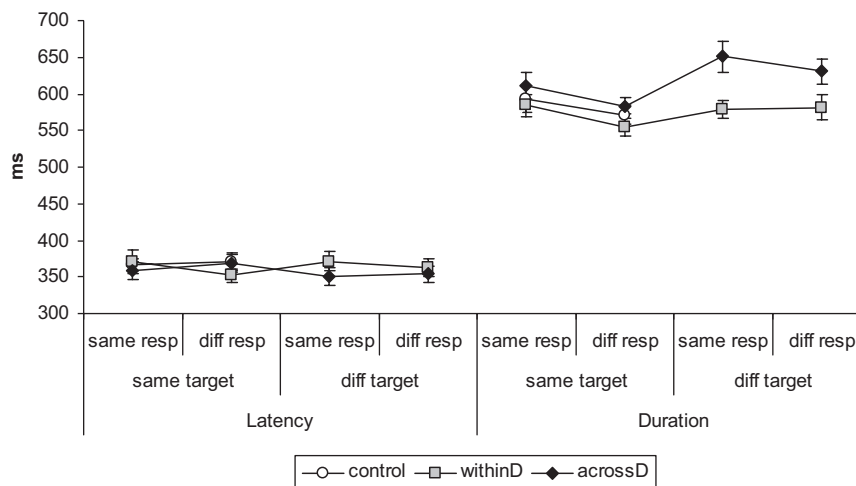 700
650
600
550
500
450
400
350
300
ms
same resp diff resp same resp diff resp same resp diff resp same resp diff resp
same target diff target same target diff target
Latency Duration
control withinD acrossD